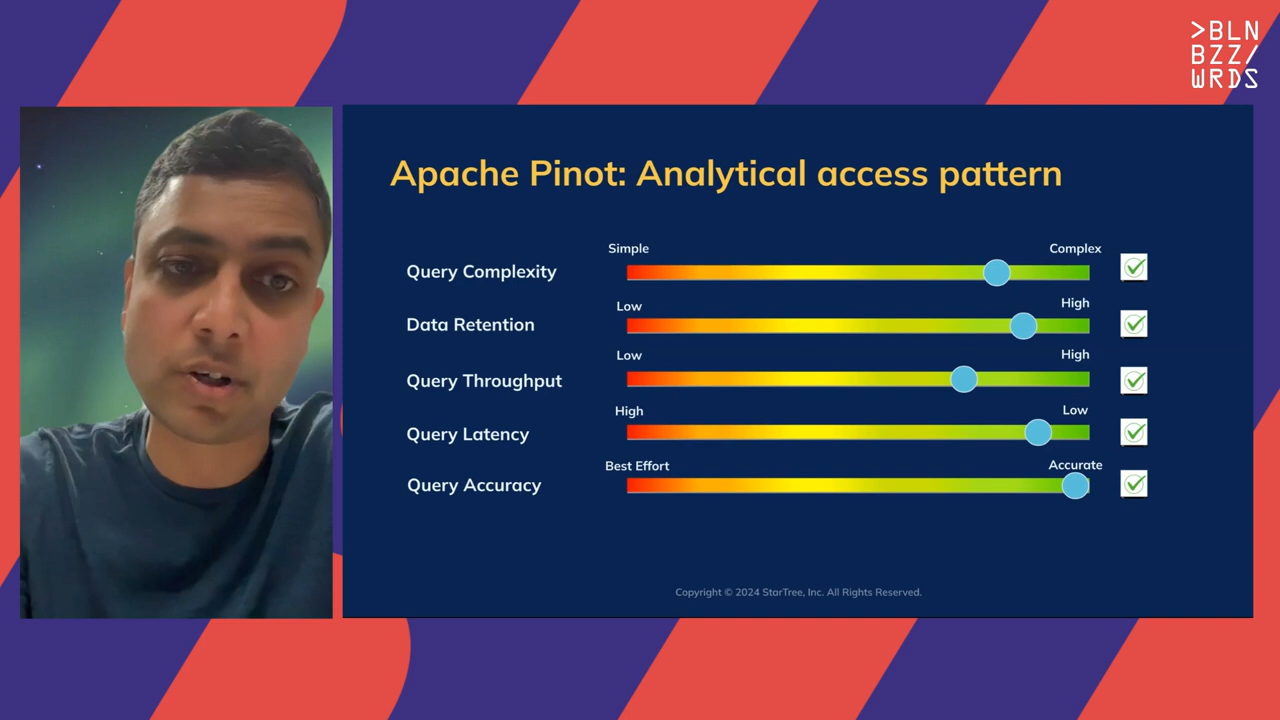 >BLN
BZZ/
WRDS
Apache Pinot: Analytical access pattern
Simple
Complex
Query Complexity
Low
High
Data Retention
Low
High
Query Throughput
High
Low
Query Latency
Best Effort
Accurate
Query Accuracy
Copyright © 2024 StarTree, Inc. All Rights Reserved.